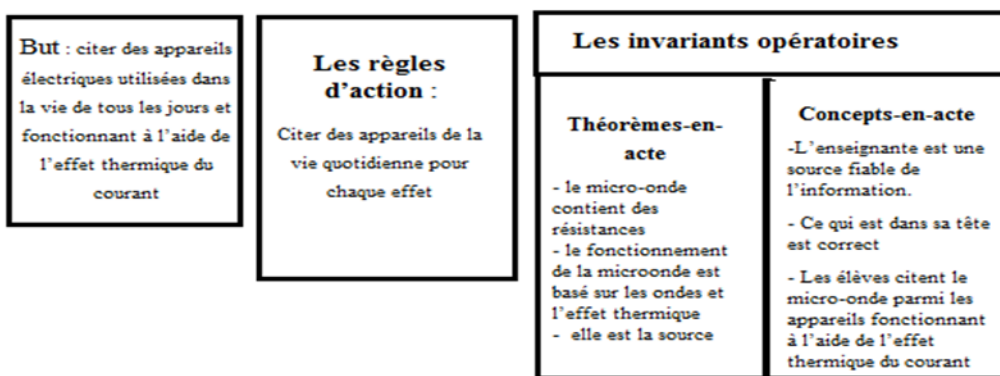 But : citer des appareils
électriques utilisées dans
la vie de tous les jours et
fonctionnant à l'aide de
l'effet thermique du
courant
Les règles
d'action :
Citer des appareils de la
vie quotidienne pour
chaque effet
Les invariants opératoires
Théorèmes-en-
acte
- le micro-onde
contient des
résistances
- le fonctionnement
de la microonde est
basé sur les ondes et
l'effet thermique
- elle est la source
Concepts-en-acte
-L'enseignante est une
source fiable de
l'information.
- Ce qui est dans sa tête
est correct
- Les élèves citent le
micro-onde parmi les
appareils fonctionnant
à l'aide de l'effet
thermique du courant